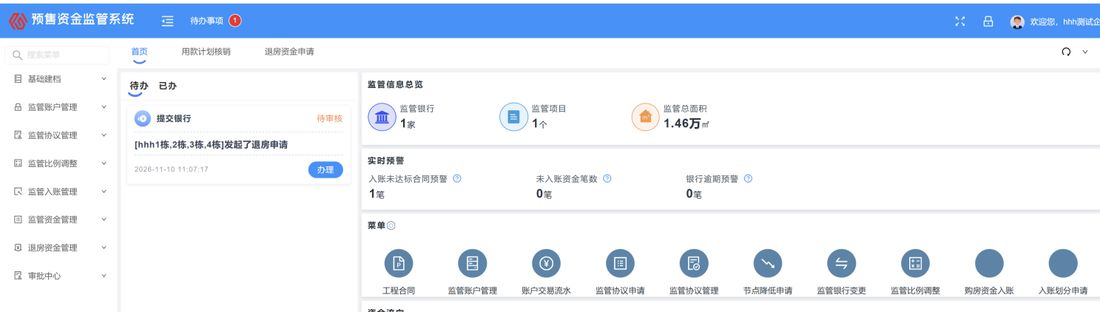 预售资金监管系统
待办事项 1
欢迎您，hhh测试企
搜索菜单
首页 用款计划核销 退房资金申请
基础建档
监管账户管理
监管协议管理
监管比例调整
监管入账管理
监管资金管理
退房资金管理
审批中心
待办 已办
提交银行 待审核
[hhh1栋,2栋,3栋,4栋]发起了退房申请
2026-11-10 11:07:17 办理
监管信息总览
监管银行 监管项目 监管总面积
1家 1个 1.46万㎡
实时预警
入账未达标合同预警 未入账资金笔数 银行逾期预警
1笔 0笔 0笔
菜单
工程合同 监管账户管理 账户交易流水 监管协议申请 监管协议管理 节点降低申请 监管银行变更 监管比例调整 购房资金入账 入账划分申请